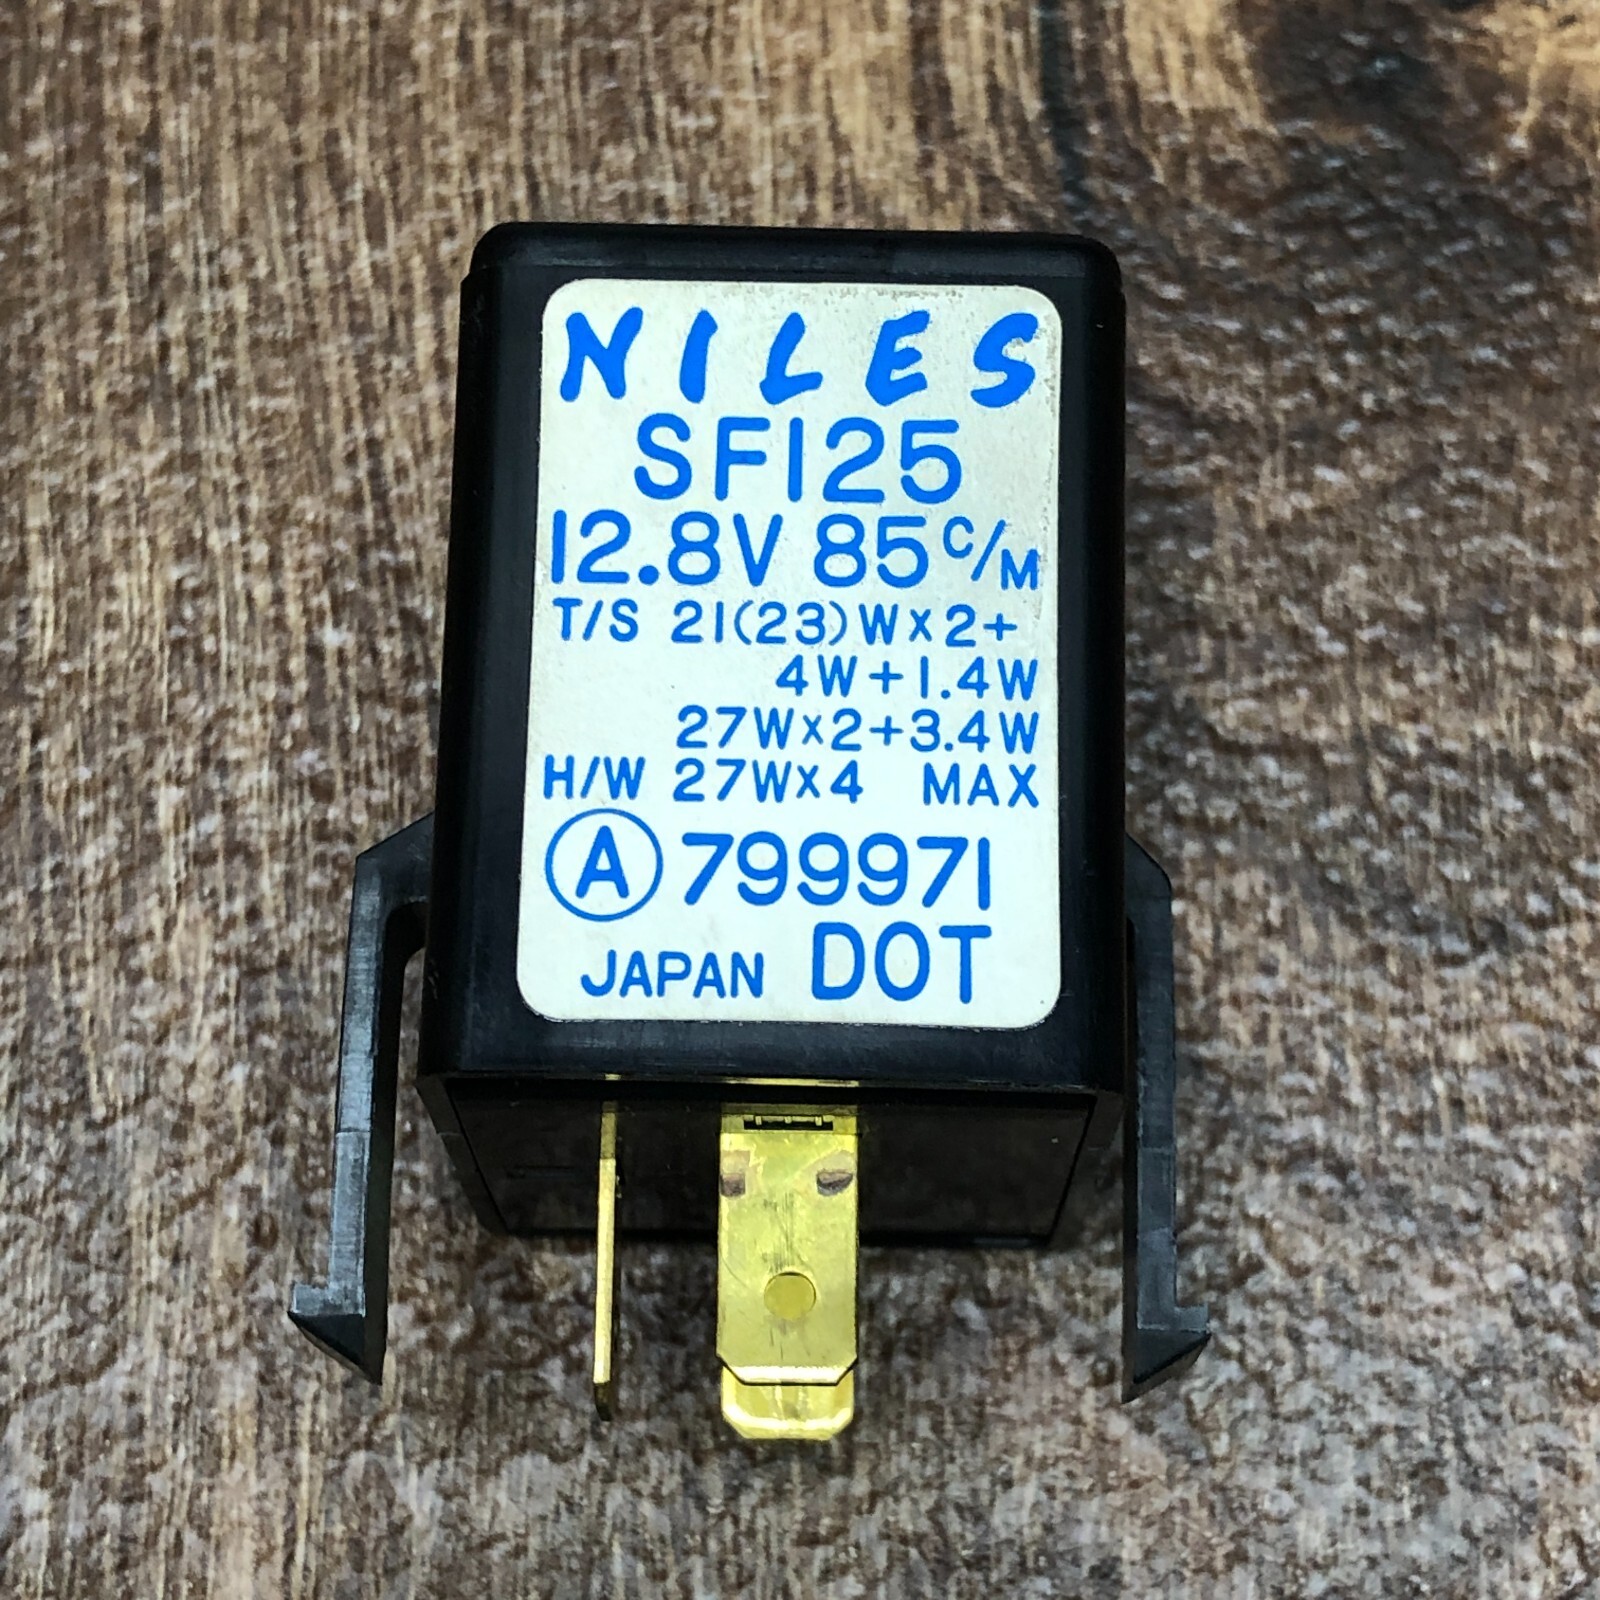 NILES
SF125
12.8V 85 C/M
T/S 21(23)W×2+
4W+1.4W
27W×2+3.4W
H/W 27W×4 MAX
Ⓐ 799971
JAPAN DOT